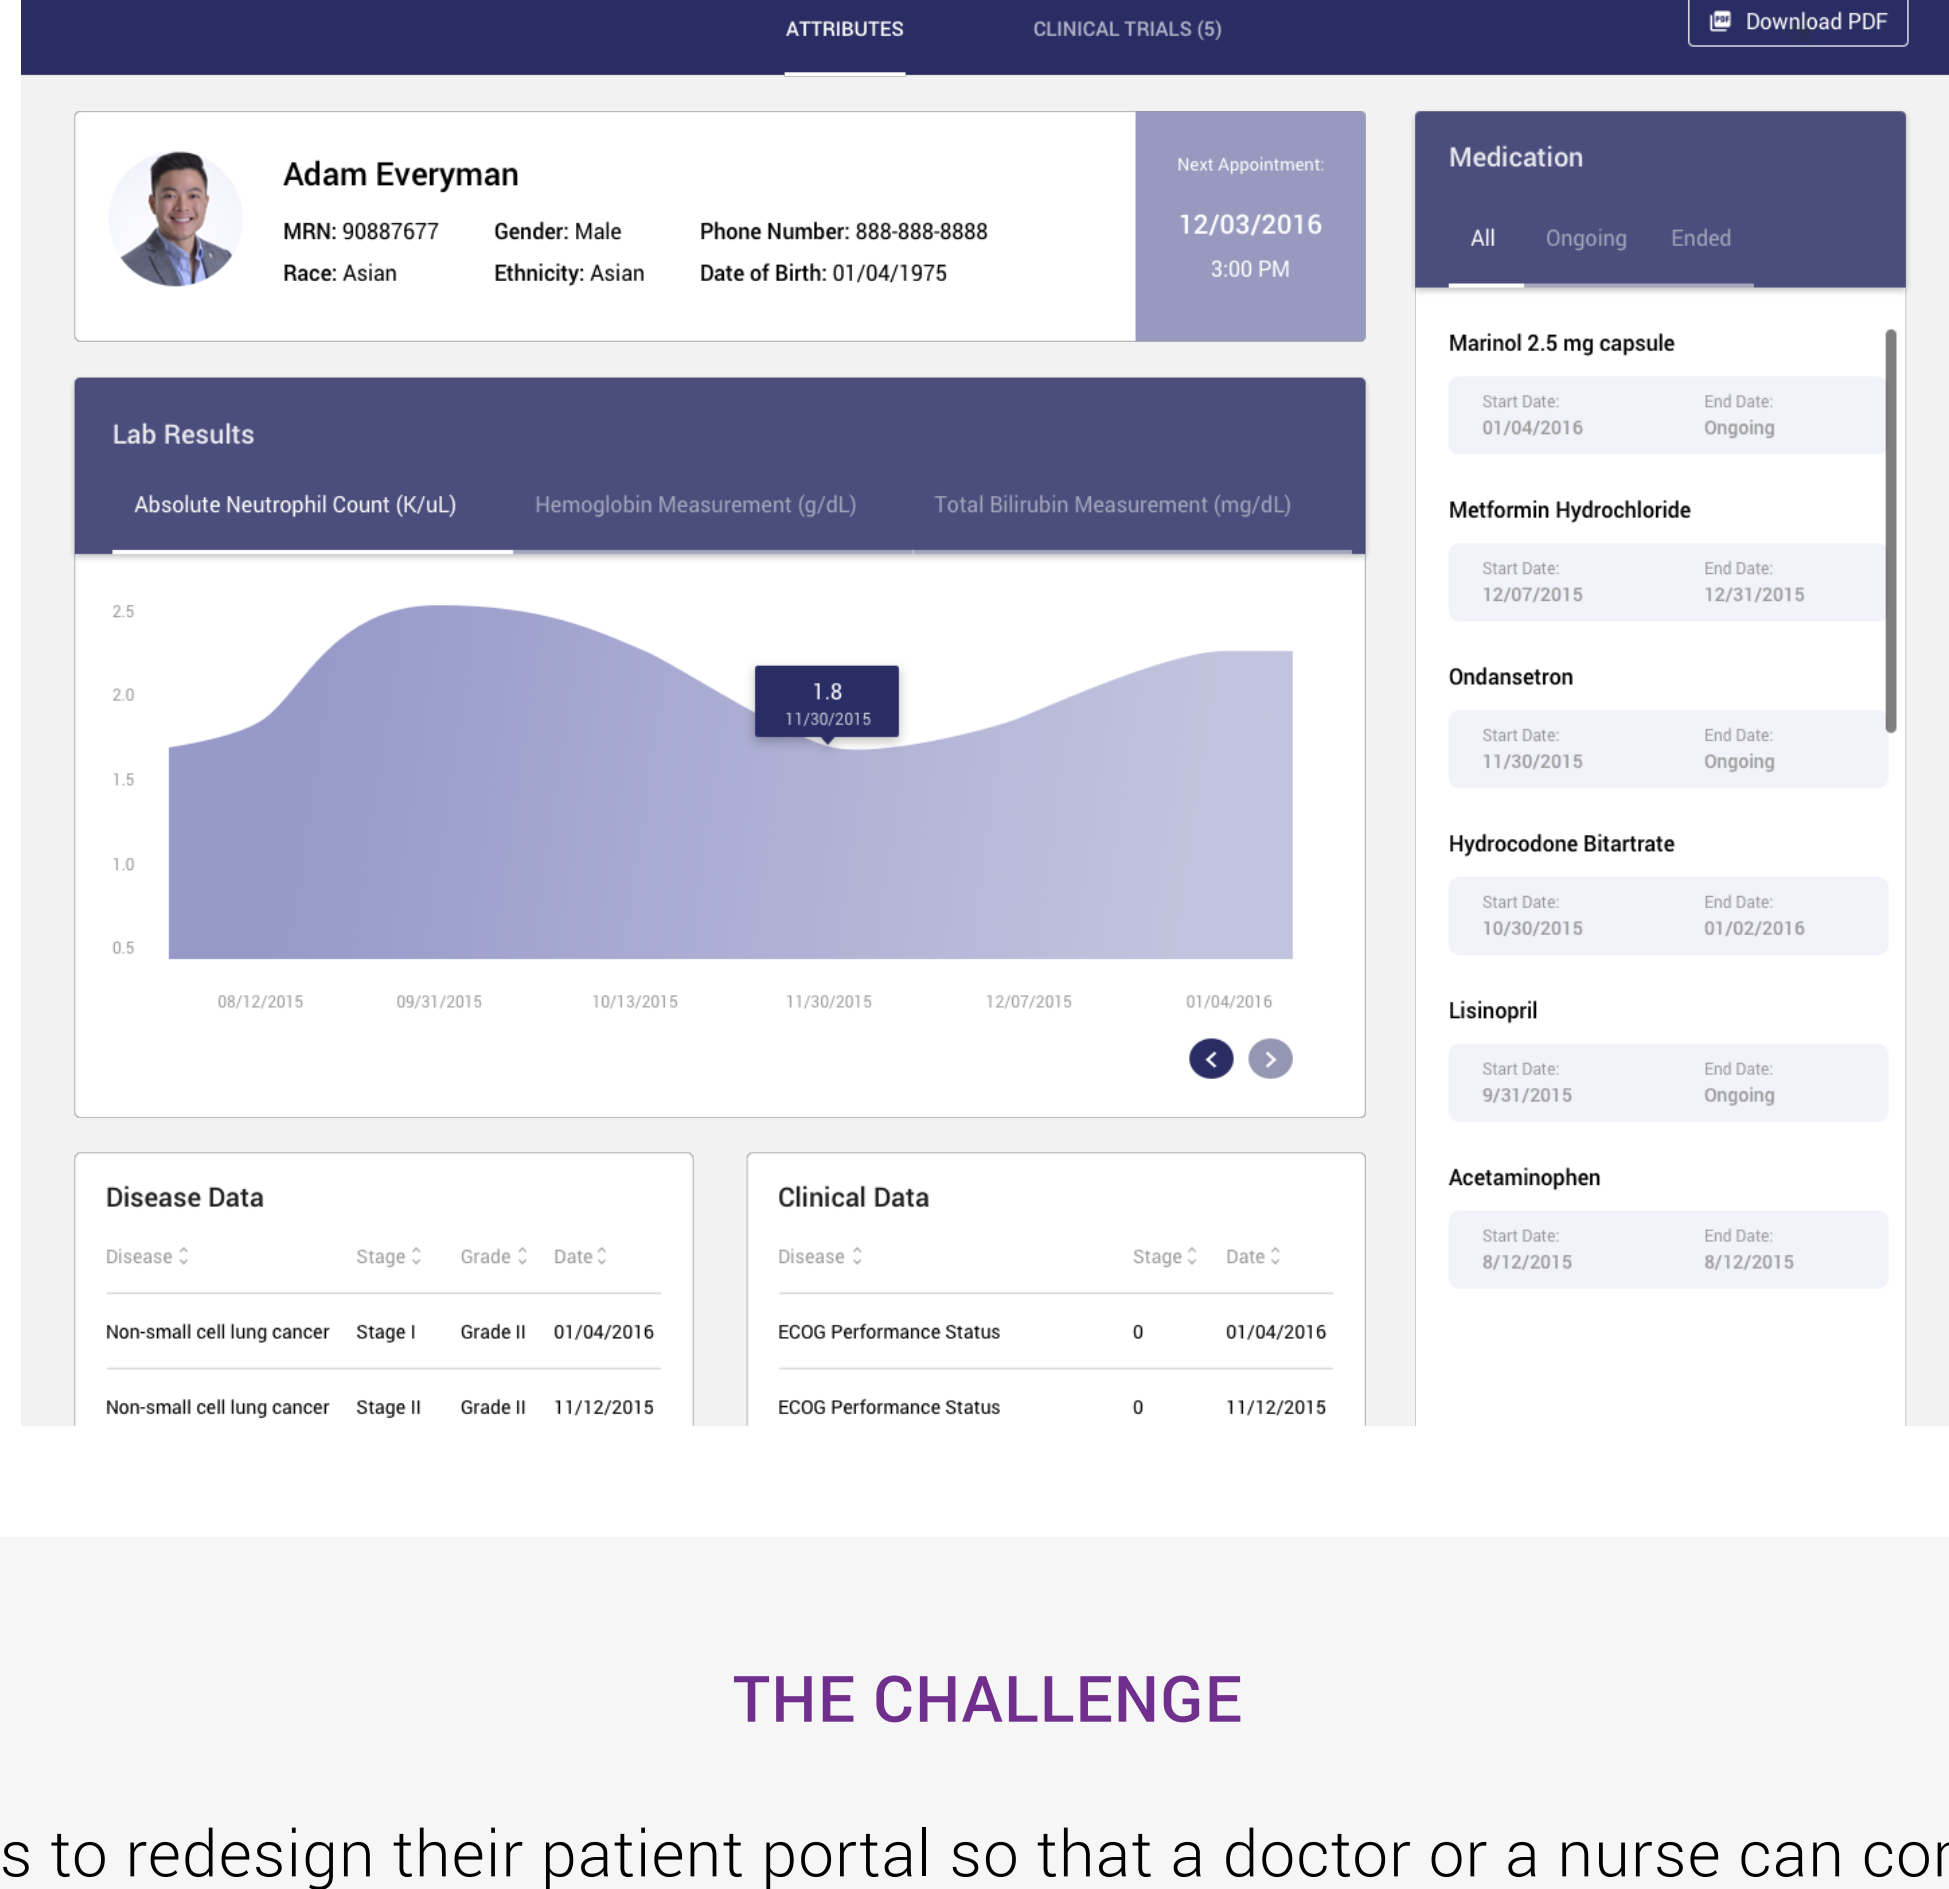 ATTRIBUTES CLINICAL TRIALS (5) PDF Download PDF
Adam Everyman
MRN: 90887677 Gender: Male Phone Number: 888-888-8888
Race: Asian Ethnicity: Asian Date of Birth: 01/04/1975
Next Appointment:
12/03/2016
3:00 PM
Lab Results
Absolute Neutrophil Count (K/uL) Hemoglobin Measurement (g/dL) Total Bilirubin Measurement (mg/dL)
2.5
2.0
1.5
1.0
0.5
1.8
11/30/2015
08/12/2015 09/31/2015 10/13/2015 11/30/2015 12/07/2015 01/04/2016
Disease Data
Disease Stage Grade Date
Non-small cell lung cancer Stage I Grade II 01/04/2016
Non-small cell lung cancer Stage II Grade II 11/12/2015
Clinical Data
Disease Stage Date
ECOG Performance Status 0 01/04/2016
ECOG Performance Status 0 11/12/2015
Medication
All Ongoing Ended
Marinol 2.5 mg capsule
Start Date: End Date:
01/04/2016 Ongoing
Metformin Hydrochloride
Start Date: End Date:
12/07/2015 12/31/2015
Ondansetron
Start Date: End Date:
11/30/2015 Ongoing
Hydrocodone Bitartrate
Start Date: End Date:
10/30/2015 01/02/2016
Lisinopril
Start Date: End Date:
9/31/2015 Ongoing
Acetaminophen
Start Date: End Date:
8/12/2015 8/12/2015
THE CHALLENGE
s to redesign their patient portal so that a doctor or a nurse can